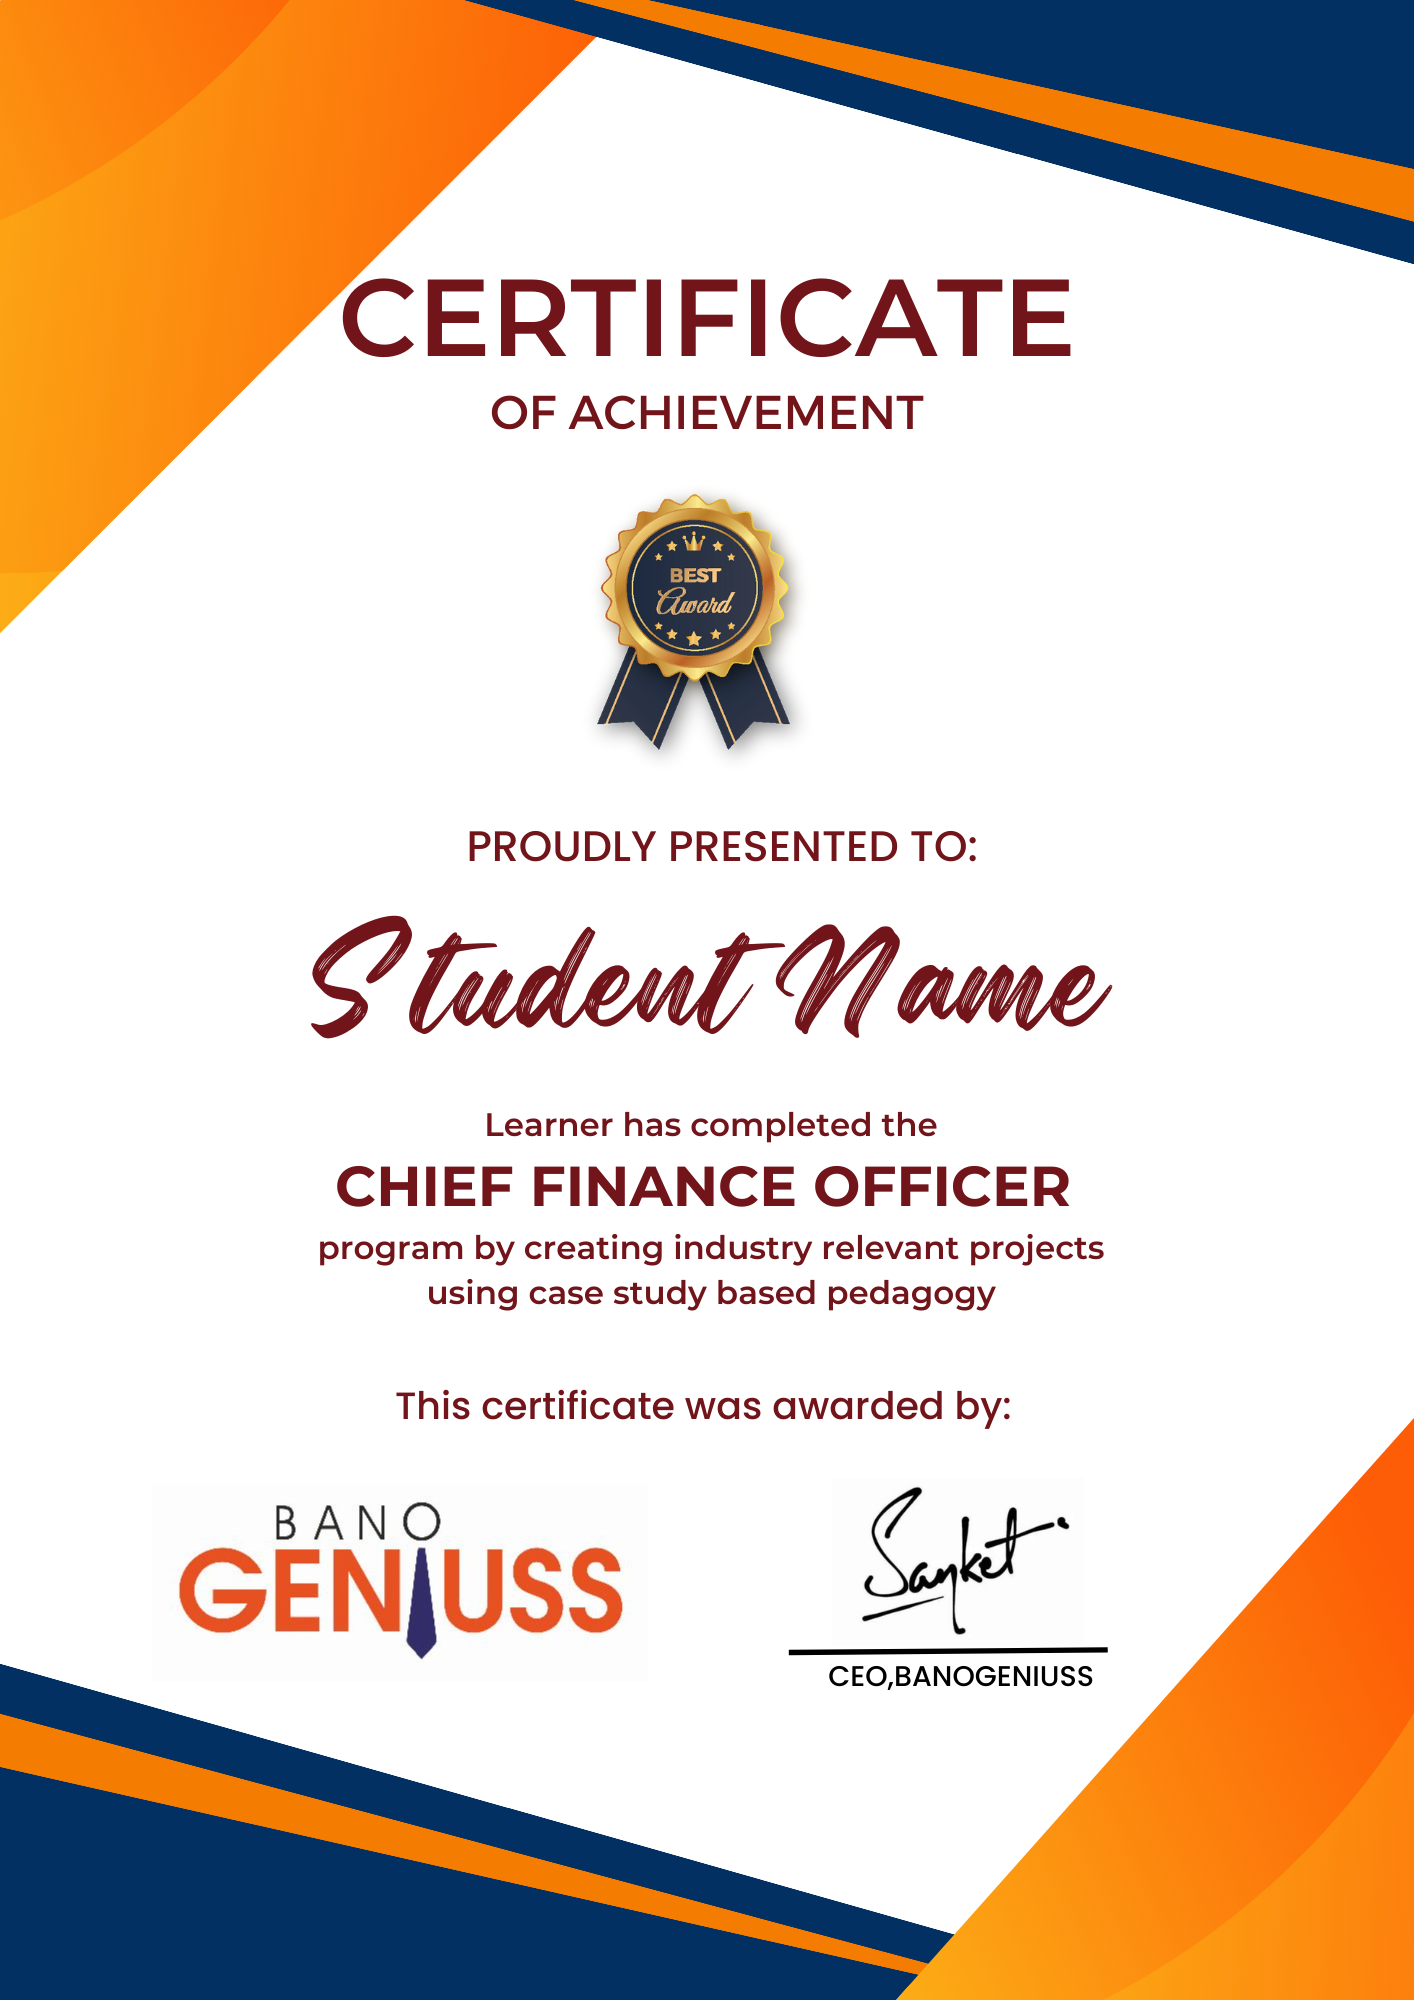 CERTIFICATE
OF ACHIEVEMENT
BEST
Award
PROUDLY PRESENTED TO:
Student Name
Learner has completed the
CHIEF FINANCE OFFICER
program by creating industry relevant projects
using case study based pedagogy
This certificate was awarded by:
BANO
GENIUSS
Sanket
CEO,BANOGENIUSS